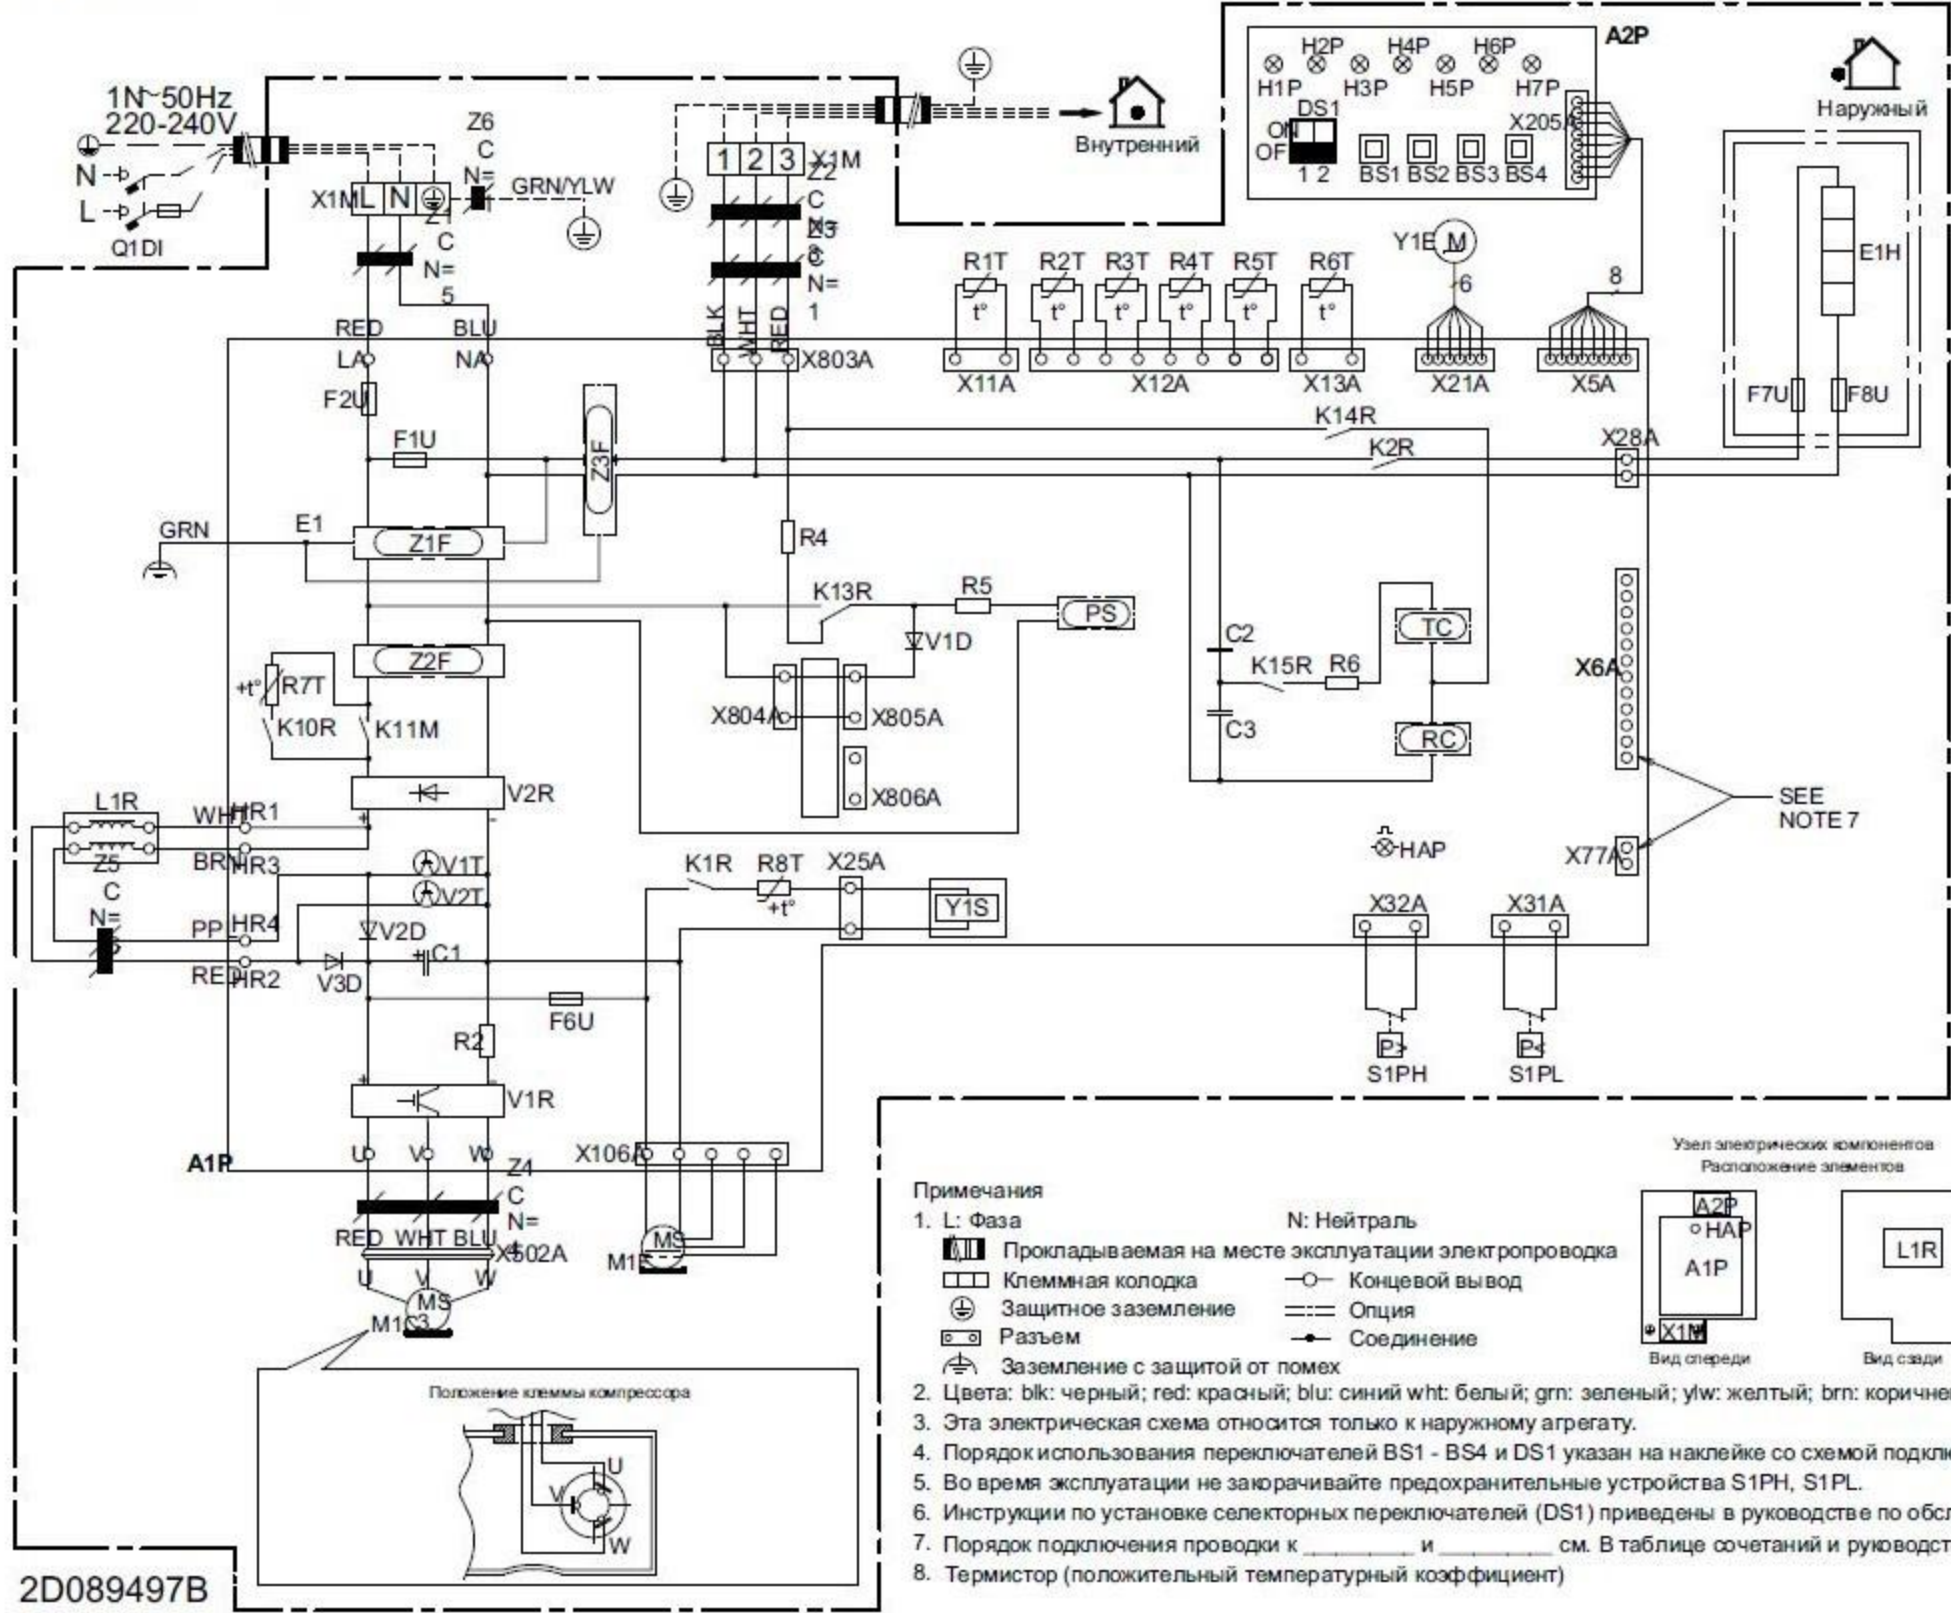 1N~50Hz
220-240V
N
L
Q1DI
X1M
L N
Z6
C
N=
1
GRN/YLW
Z1
C
N=
5
1 2 3
X1M
Z2
C
N=
Z3
C
N=
1
Внутренний
H2P H4P H6P
H1P H3P H5P H7P
DS1
ON
OF
1 2
BS1 BS2 BS3 BS4
X205A
A2P
Наружный
RED BLU
BLK WHT RED
LA NA
X803A
R1T R2T R3T R4T R5T R6T
t° t° t° t° t° t°
Y1E M
6
8
E1H
X11A X12A X13A X21A X5A
F2U
F1U
Z3F
K14R
K2R
X28A
F7U F8U
GRN E1
Z1F
R4
K13R R5
PS
V1D
Z2F
+t° R7T
K10R K11M
X804A X805A
X806A
C2
K15R R6
TC
C3
RC
X6A
SEE
NOTE 7
V2R
+ -
L1R
WHT HR1
BRN HR3
Z5
C
N=
PP HR4
RED HR2
V1T
V2T
V2D
+ C1
V3D
K1R R8T X25A
+t°
Y1S
HAP
X77A
X32A X31A
F6U
R2
P> P<
S1PH S1PL
+ -
V1R
A1P
U V W
X106A
Z4
C
N=
RED WHT BLU
X502A
U V W
MS
M1C 3
MS
M1F
Положение клеммы компрессора
U
V
W
2D089497B
Узел электрических компонентов
Расположение элементов
A2P
HAP
A1P
X1M
L1R
Вид спереди Вид сзади
Примечания
1. L: Фаза N: Нейтраль
Прокладываемая на месте эксплуатации электропроводка
Клеммная колодка Концевой вывод
Защитное заземление Опция
Разъем Соединение
Заземление с защитой от помех
2. Цвета: blk: черный; red: красный; blu: синий wht: белый; grn: зеленый; ylw: желтый; brn: коричне
3. Эта электрическая схема относится только к наружному агрегату.
4. Порядок использования переключателей BS1 - BS4 и DS1 указан на наклейке со схемой подкл
5. Во время эксплуатации не закорачивайте предохранительные устройства S1PH, S1PL.
6. Инструкции по установке селекторных переключателей (DS1) приведены в руководстве по обс
7. Порядок подключения проводки к _________ и __________ см. В таблице сочетаний и руководст
8. Термистор (положительный температурный коэффициент)